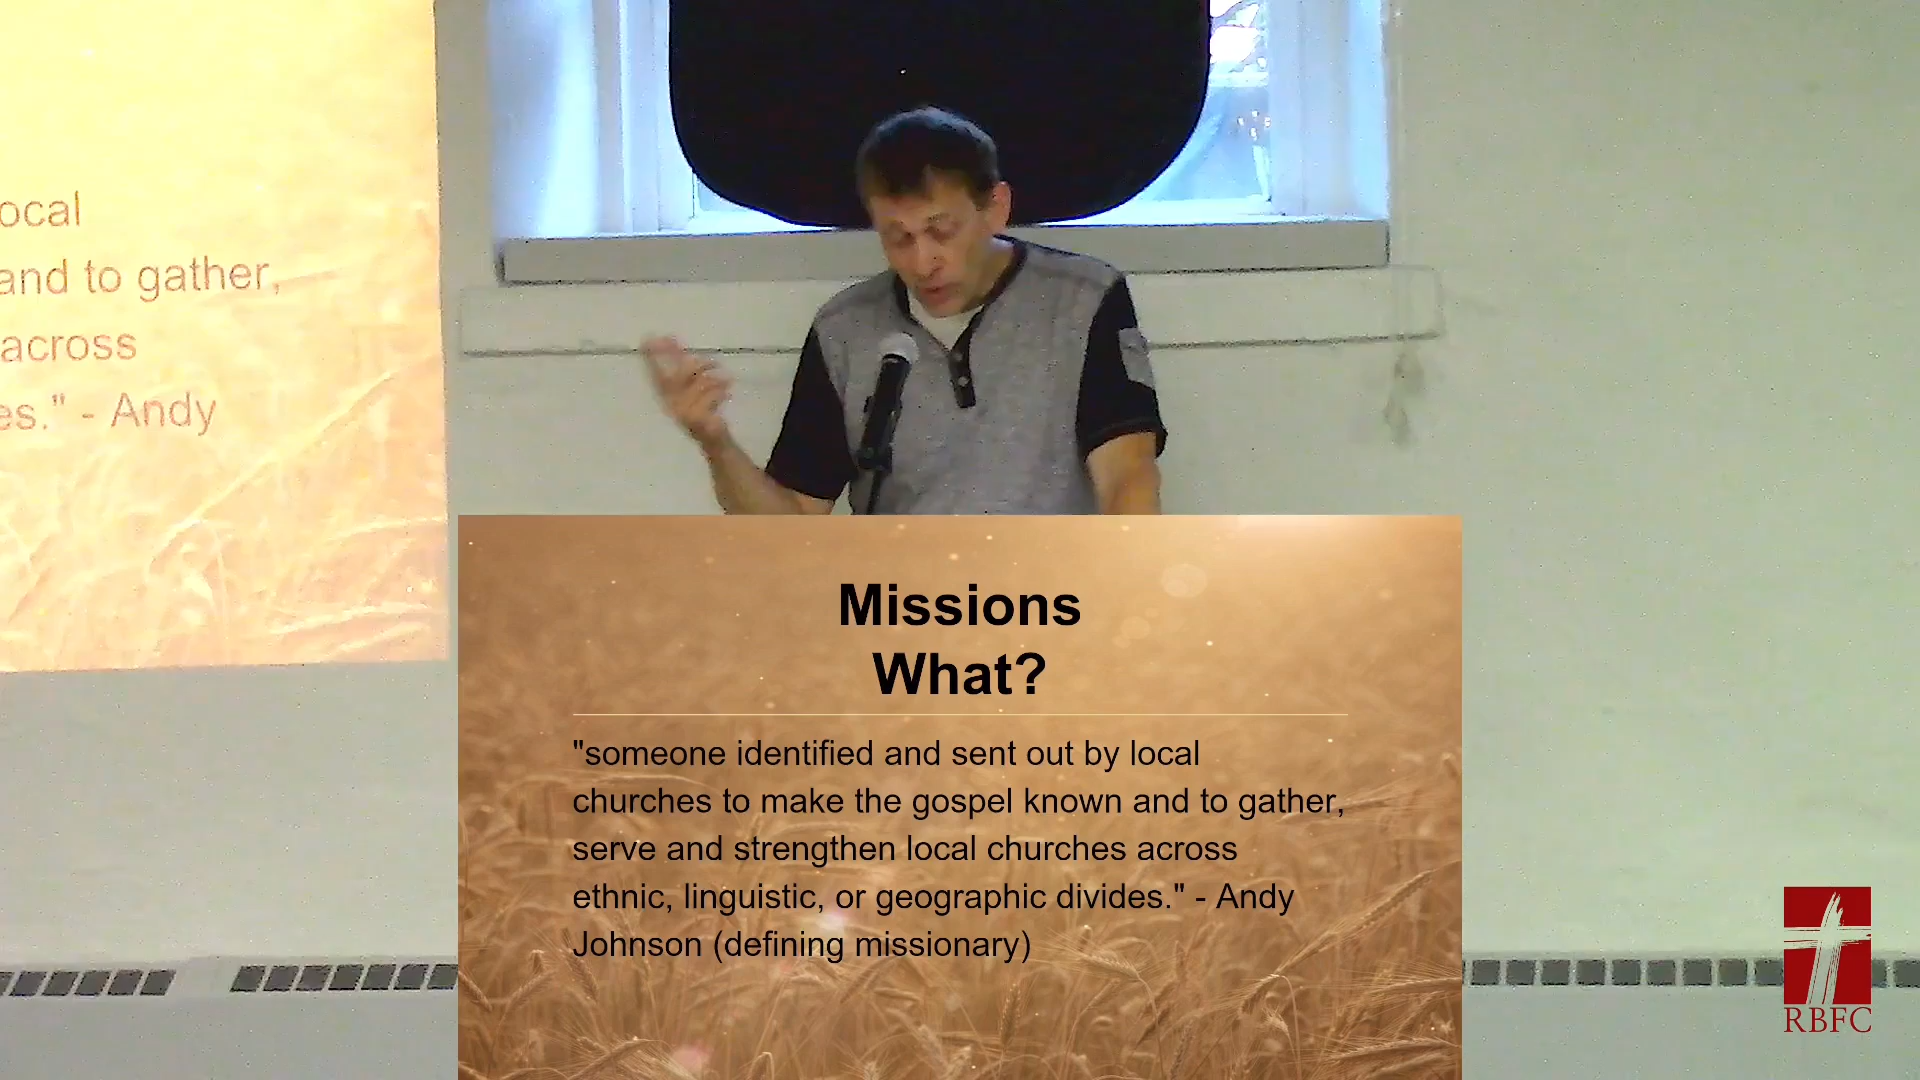 ocal
and to gather,
across
es." - Andy
Missions
What?
"someone identified and sent out by local
churches to make the gospel known and to gather,
serve and strengthen local churches across
ethnic, linguistic, or geographic divides." - Andy
Johnson (defining missionary)
RBFC